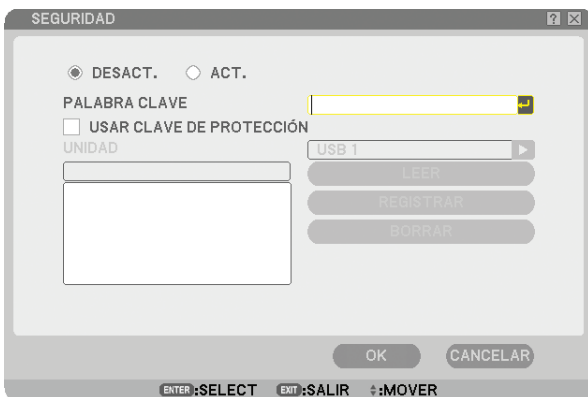 SEGURIDAD
DESACT. ACT.
PALABRA CLAVE
USAR CLAVE DE PROTECCIÓN
UNIDAD USB 1
LEER
REGISTRAR
BORRAR
OK CANCELAR
ENTER :SELECT EXIT :SALIR :MOVER